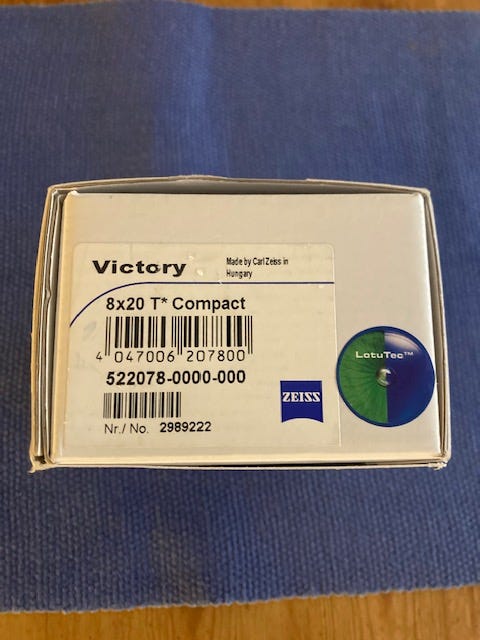 Victory
Made by Carl Zeiss in
Hungary
8x20 T* Compact
4 047006 207800
522078-0000-000
Nr./ No. 2989222
ZEISS
LotuTec™